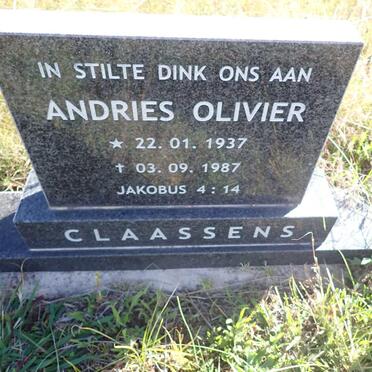 IN STILTE DINK ONS AAN
ANDRIES OLIVIER
★ 22. 01. 1937
✝ 03. 09. 1987
JAKOBUS 4 : 14
CLAASSENS